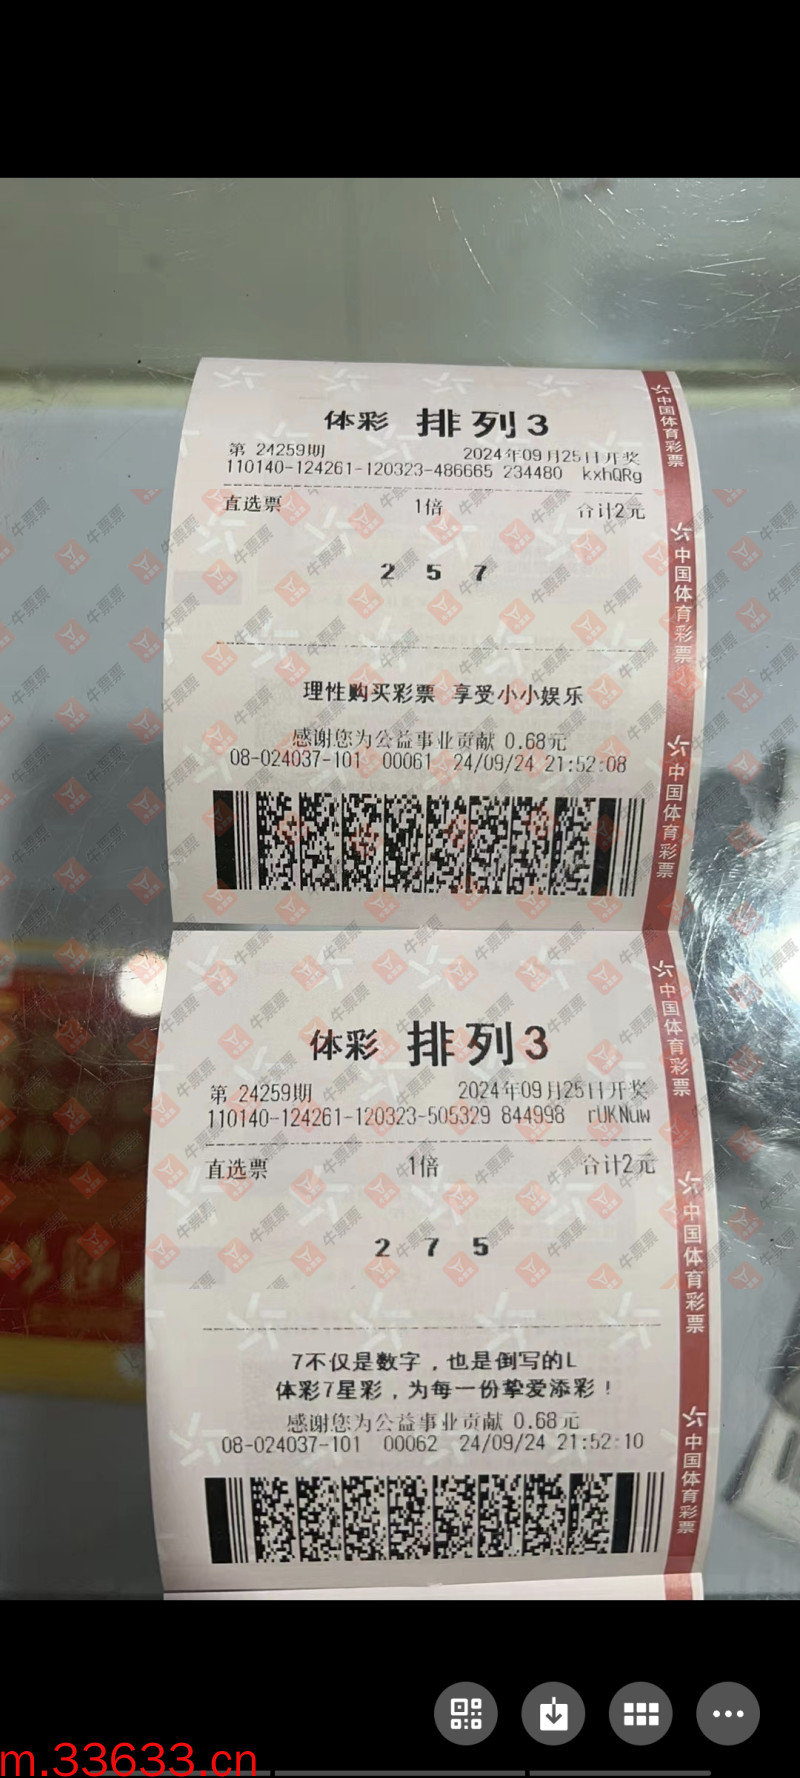 体彩 排列3
第 24259期 2024年09月25日开奖
110140-124261-120323-486665 234480 kxhQRg
直选票 1倍 合计2元
2 5 7
理性购买彩票 享受小小娱乐
感谢您为公益事业贡献 0.68元
08-024037-101 00061 24/09/24 21:52:08
中国体育彩票
中国体育彩票
中国体育彩票
体彩 排列3
第 24259期 2024年09月25日开奖
110140-124261-120323-505329 844998 rUKNUw
直选票 1倍 合计2元
2 7 5
7不仅是数字，也是倒写的L
体彩7星彩，为每一份挚爱添彩！
感谢您为公益事业贡献 0.68元
08-024037-101 00062 24/09/24 21:52:10
中国体育彩票
中国体育彩票
中国体育彩票
牛票票
m.33633.cn